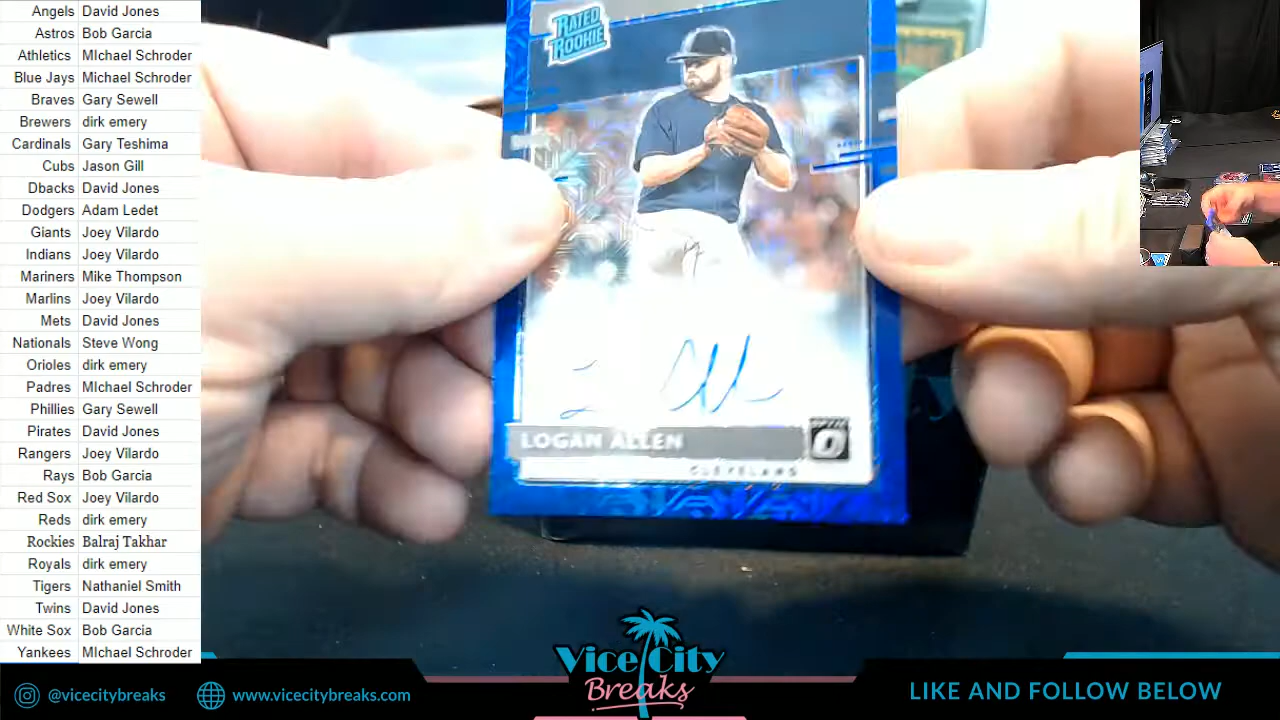 Angels David Jones
Astros Bob Garcia
Athletics MIchael Schroder
Blue Jays Michael Schroder
Braves Gary Sewell
Brewers dirk emery
Cardinals Gary Teshima
Cubs Jason Gill
Dbacks David Jones
Dodgers Adam Ledet
Giants Joey Vilardo
Indians Joey Vilardo
Mariners Mike Thompson
Marlins Joey Vilardo
Mets David Jones
Nationals Steve Wong
Orioles dirk emery
Padres MIchael Schroder
Phillies Gary Sewell
Pirates David Jones
Rangers Joey Vilardo
Rays Bob Garcia
Red Sox Joey Vilardo
Reds dirk emery
Rockies Balraj Takhar
Royals dirk emery
Tigers Nathaniel Smith
Twins David Jones
White Sox Bob Garcia
Yankees MIchael Schroder
RATED
ROOKIE
LOGAN ALLEN
CLEVELAND
OPTIC
@vicecitybreaks
www.vicecitybreaks.com
Vice City
Breaks
LIKE AND FOLLOW BELOW